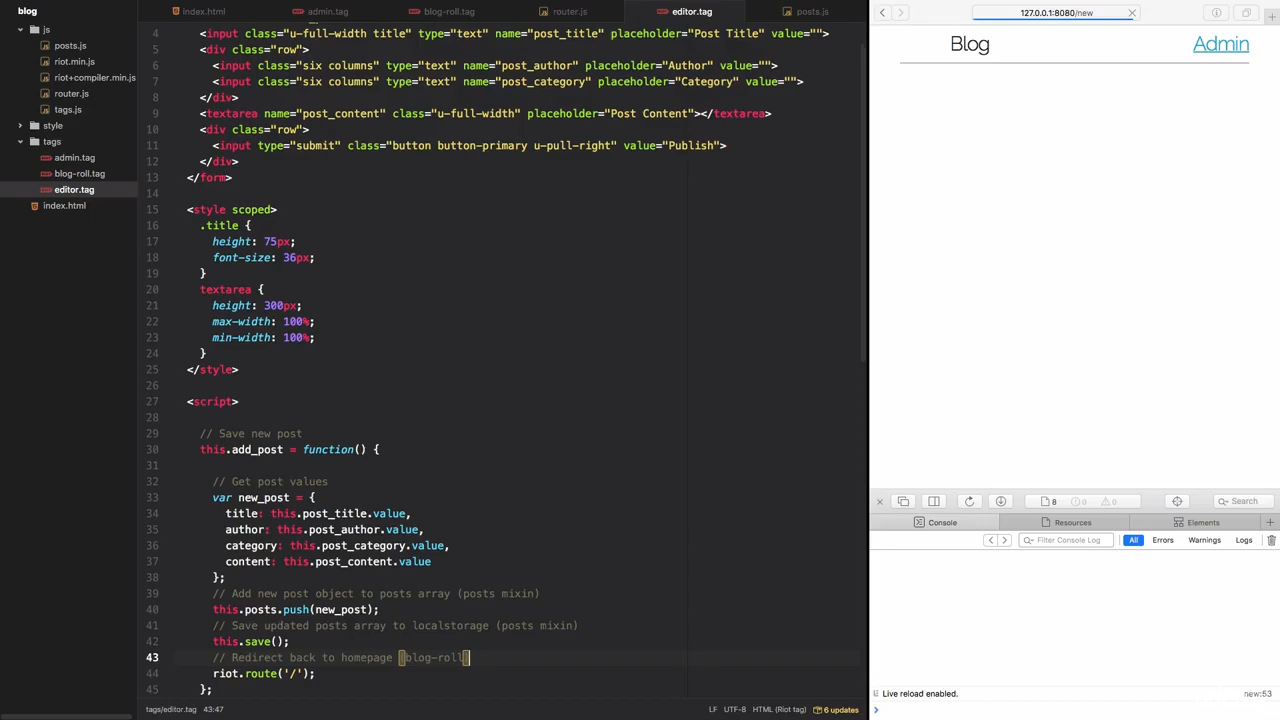 blog
js
posts.js
riot.min.js
riot+compiler.min.js
router.js
tags.js
style
tags
admin.tag
blog-roll.tag
editor.tag
index.html
index.html admin.tag blog-roll.tag router.js editor.tag posts.js
4 <input class="u-full-width title" type="text" name="post_title" placeholder="Post Title" value="">
5 <div class="row">
6 <input class="six columns" type="text" name="post_author" placeholder="Author" value="">
7 <input class="six columns" type="text" name="post_category" placeholder="Category" value="">
8 </div>
9 <textarea name="post_content" class="u-full-width" placeholder="Post Content"></textarea>
10 <div class="row">
11 <input type="submit" class="button button-primary u-pull-right" value="Publish">
12 </div>
13 </form>
14
15 <style scoped>
16 .title {
17 height: 75px;
18 font-size: 36px;
19 }
20 textarea {
21 height: 300px;
22 max-width: 100%;
23 min-width: 100%;
24 }
25 </style>
26
27 <script>
28
29 // Save new post
30 this.add_post = function() {
31
32 // Get post values
33 var new_post = {
34 title: this.post_title.value,
35 author: this.post_author.value,
36 category: this.post_category.value,
37 content: this.post_content.value
38 };
39 // Add new post object to posts array (posts mixin)
40 this.posts.push(new_post);
41 // Save updated posts array to localstorage (posts mixin)
42 this.save();
43 // Redirect back to homepage (blog-roll)
44 riot.route('/');
45 };
tags/editor.tag 43:47 LF UTF-8 HTML (Riot tag) 6 updates
127.0.0.1:8080/new
Blog Admin
8 0 0 Search
Console Resources Elements
Filter Console Log All Errors Warnings Logs
Live reload enabled. new:53